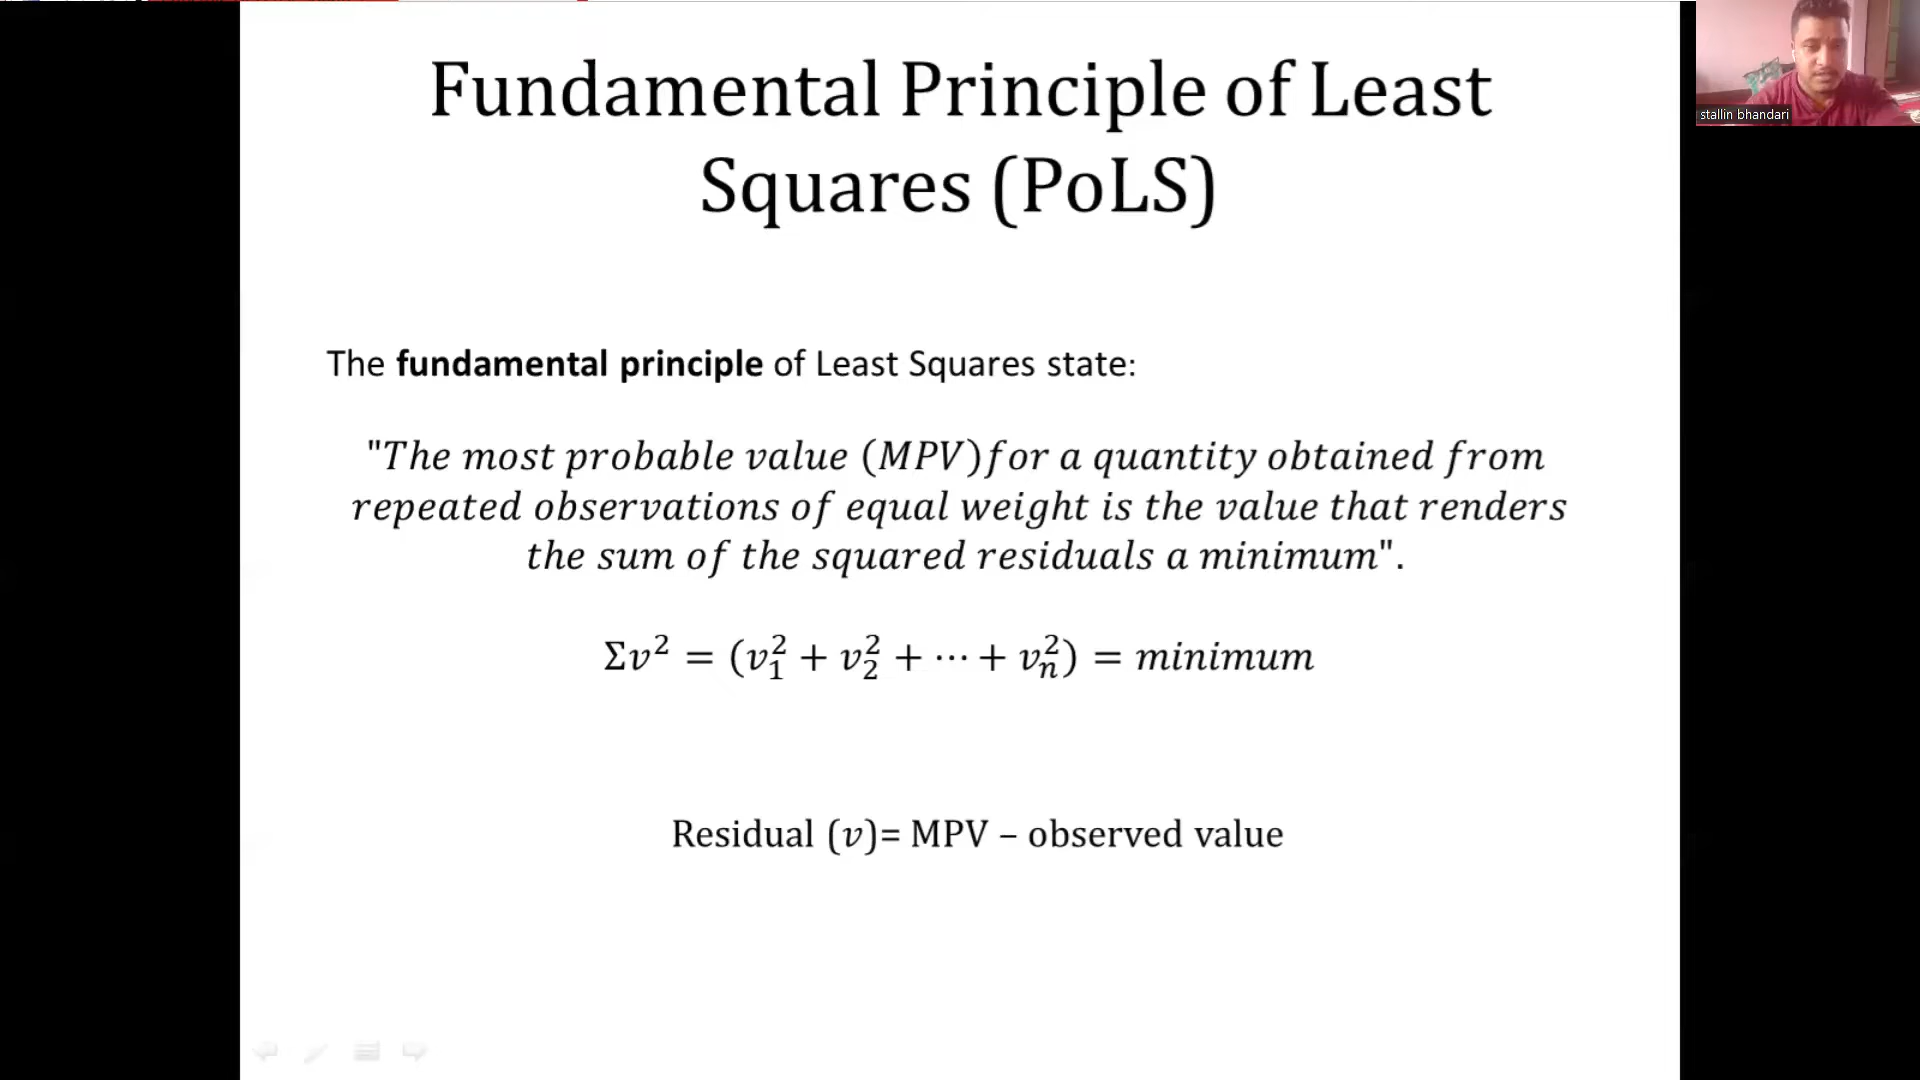 Fundamental Principle of Least
Squares (PoLS)
stallin bhandari
The fundamental principle of Least Squares state:
"The most probable value (MPV)for a quantity obtained from
repeated observations of equal weight is the value that renders
the sum of the squared residuals a minimum".
Σv² = (v₁² + v₂² + ⋯ + vₙ²) = minimum
Residual (v)= MPV – observed value